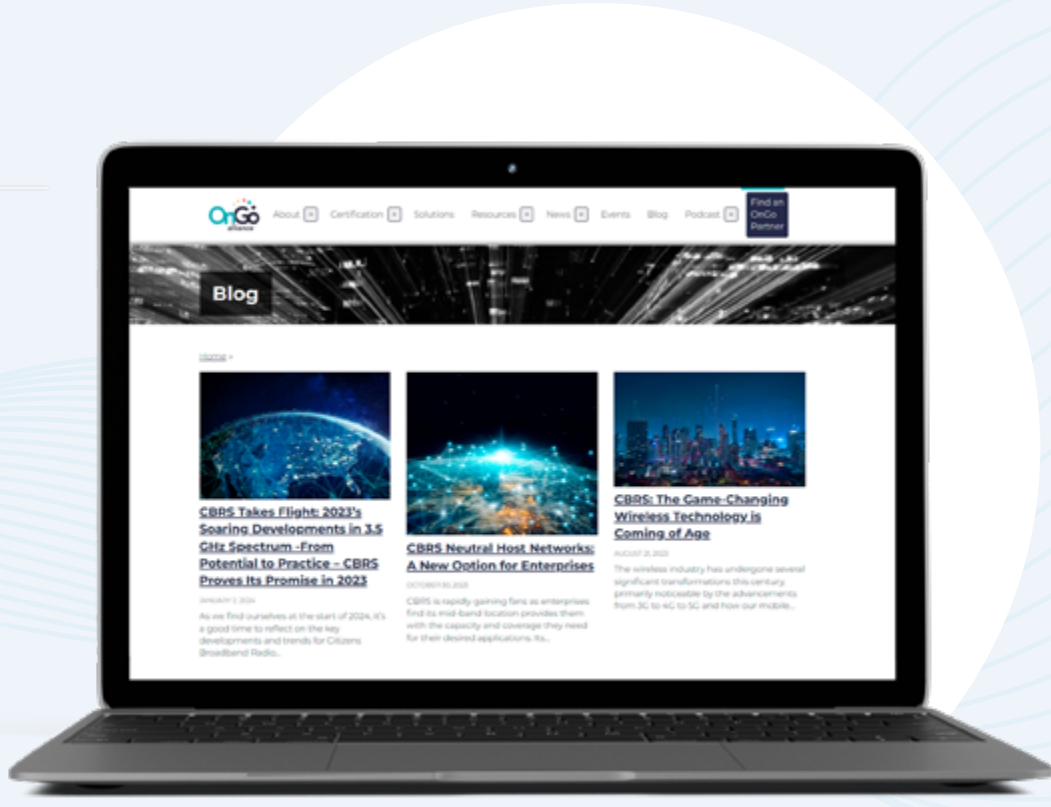 OnGo
alliance
About
Certification
Solutions
Resources
News
Events
Blog
Podcast
Find an
OnGo
Partner
Blog
Home »
CBRS Takes Flight: 2023's
Soaring Developments in 3.5
GHz Spectrum -From
Potential to Practice – CBRS
Proves Its Promise in 2023
JANUARY 2, 2024
As we find ourselves at the start of 2024, it's
a good time to reflect on the key
developments and trends for Citizens
Broadband Radio...
CBRS Neutral Host Networks:
A New Option for Enterprises
OCTOBER 30, 2023
CBRS is rapidly gaining fans as enterprises
find its mid-band location provides them
with the capacity and coverage they need
for their desired applications. Its...
CBRS: The Game-Changing
Wireless Technology is
Coming of Age
AUGUST 21, 2023
The wireless industry has undergone several
significant transformations this century,
primarily noticeable by the advancements
from 3G to 4G to 5G and how our mobile...